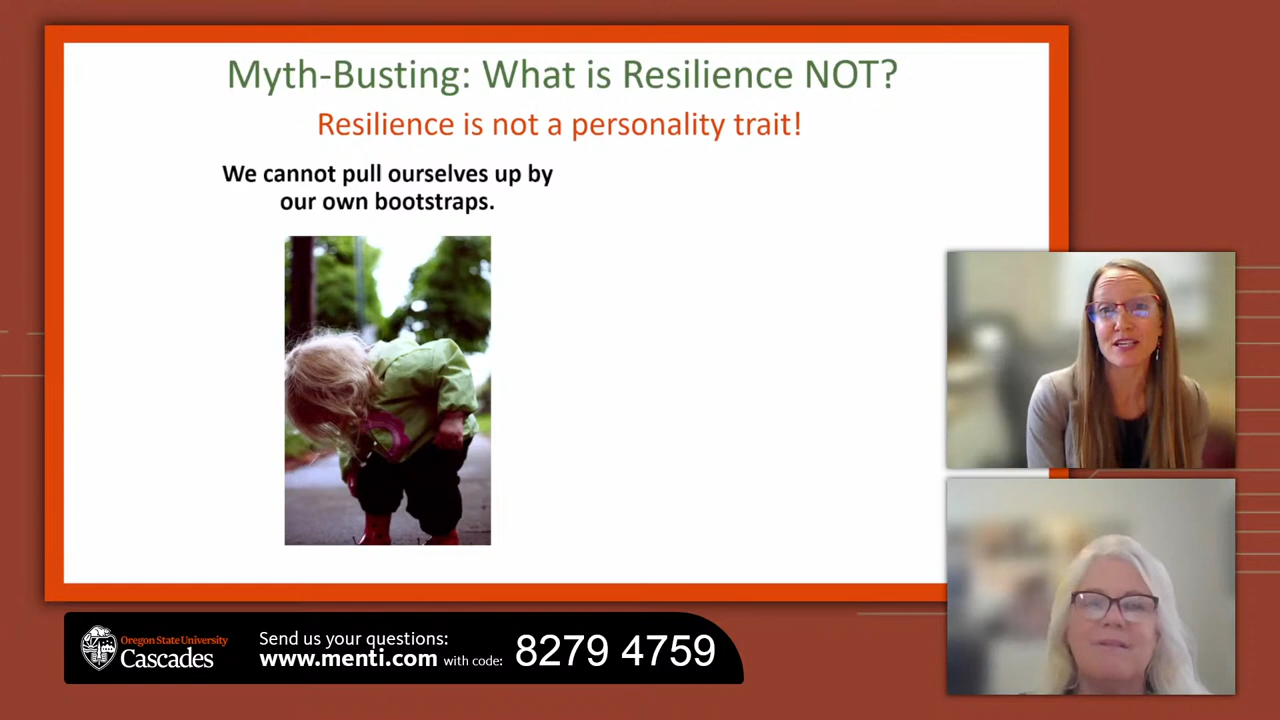 Myth-Busting: What is Resilience NOT?
Resilience is not a personality trait!
We cannot pull ourselves up by
our own bootstraps.
Oregon State University
Cascades
Send us your questions:
www.menti.com with code:
8279 4759